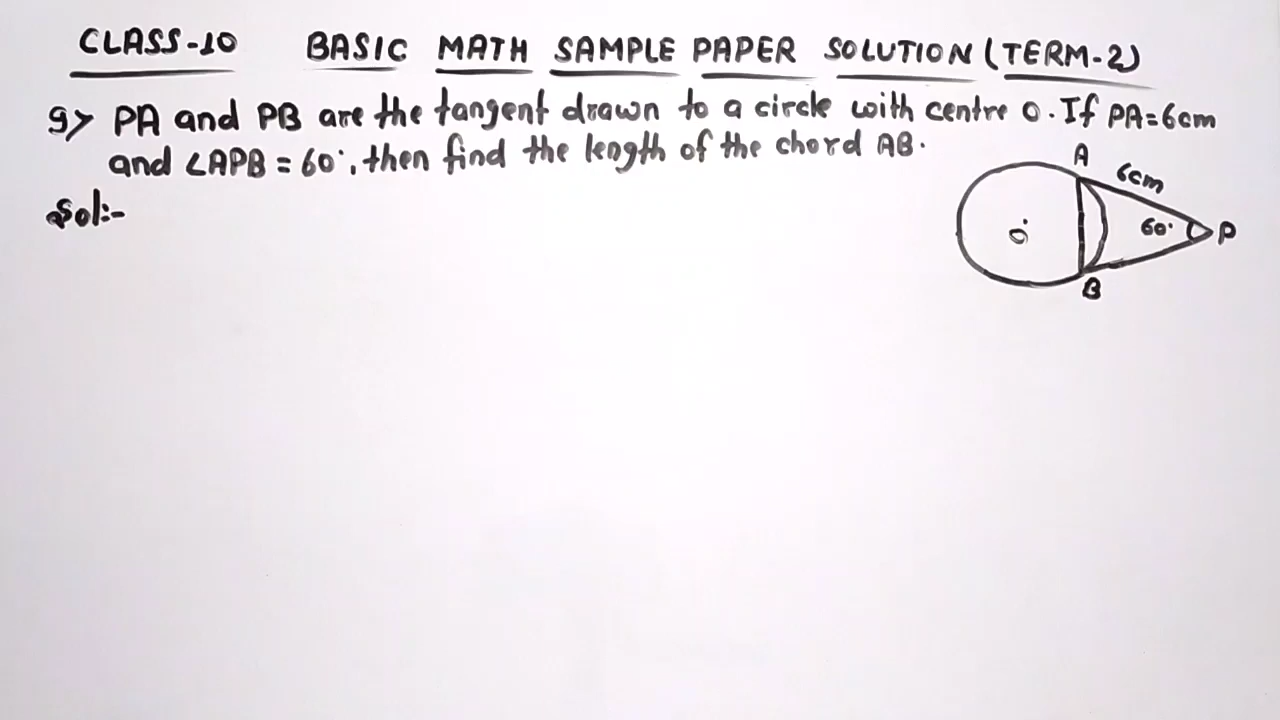 CLASS-10 BASIC MATH SAMPLE PAPER SOLUTION (TERM-2)
9> PA and PB are the tangent drawn to a circle with centre O. If PA=6cm
and ∠APB = 60°, then find the length of the chord AB.
Sol:-
A
6cm
60°
P
O
B